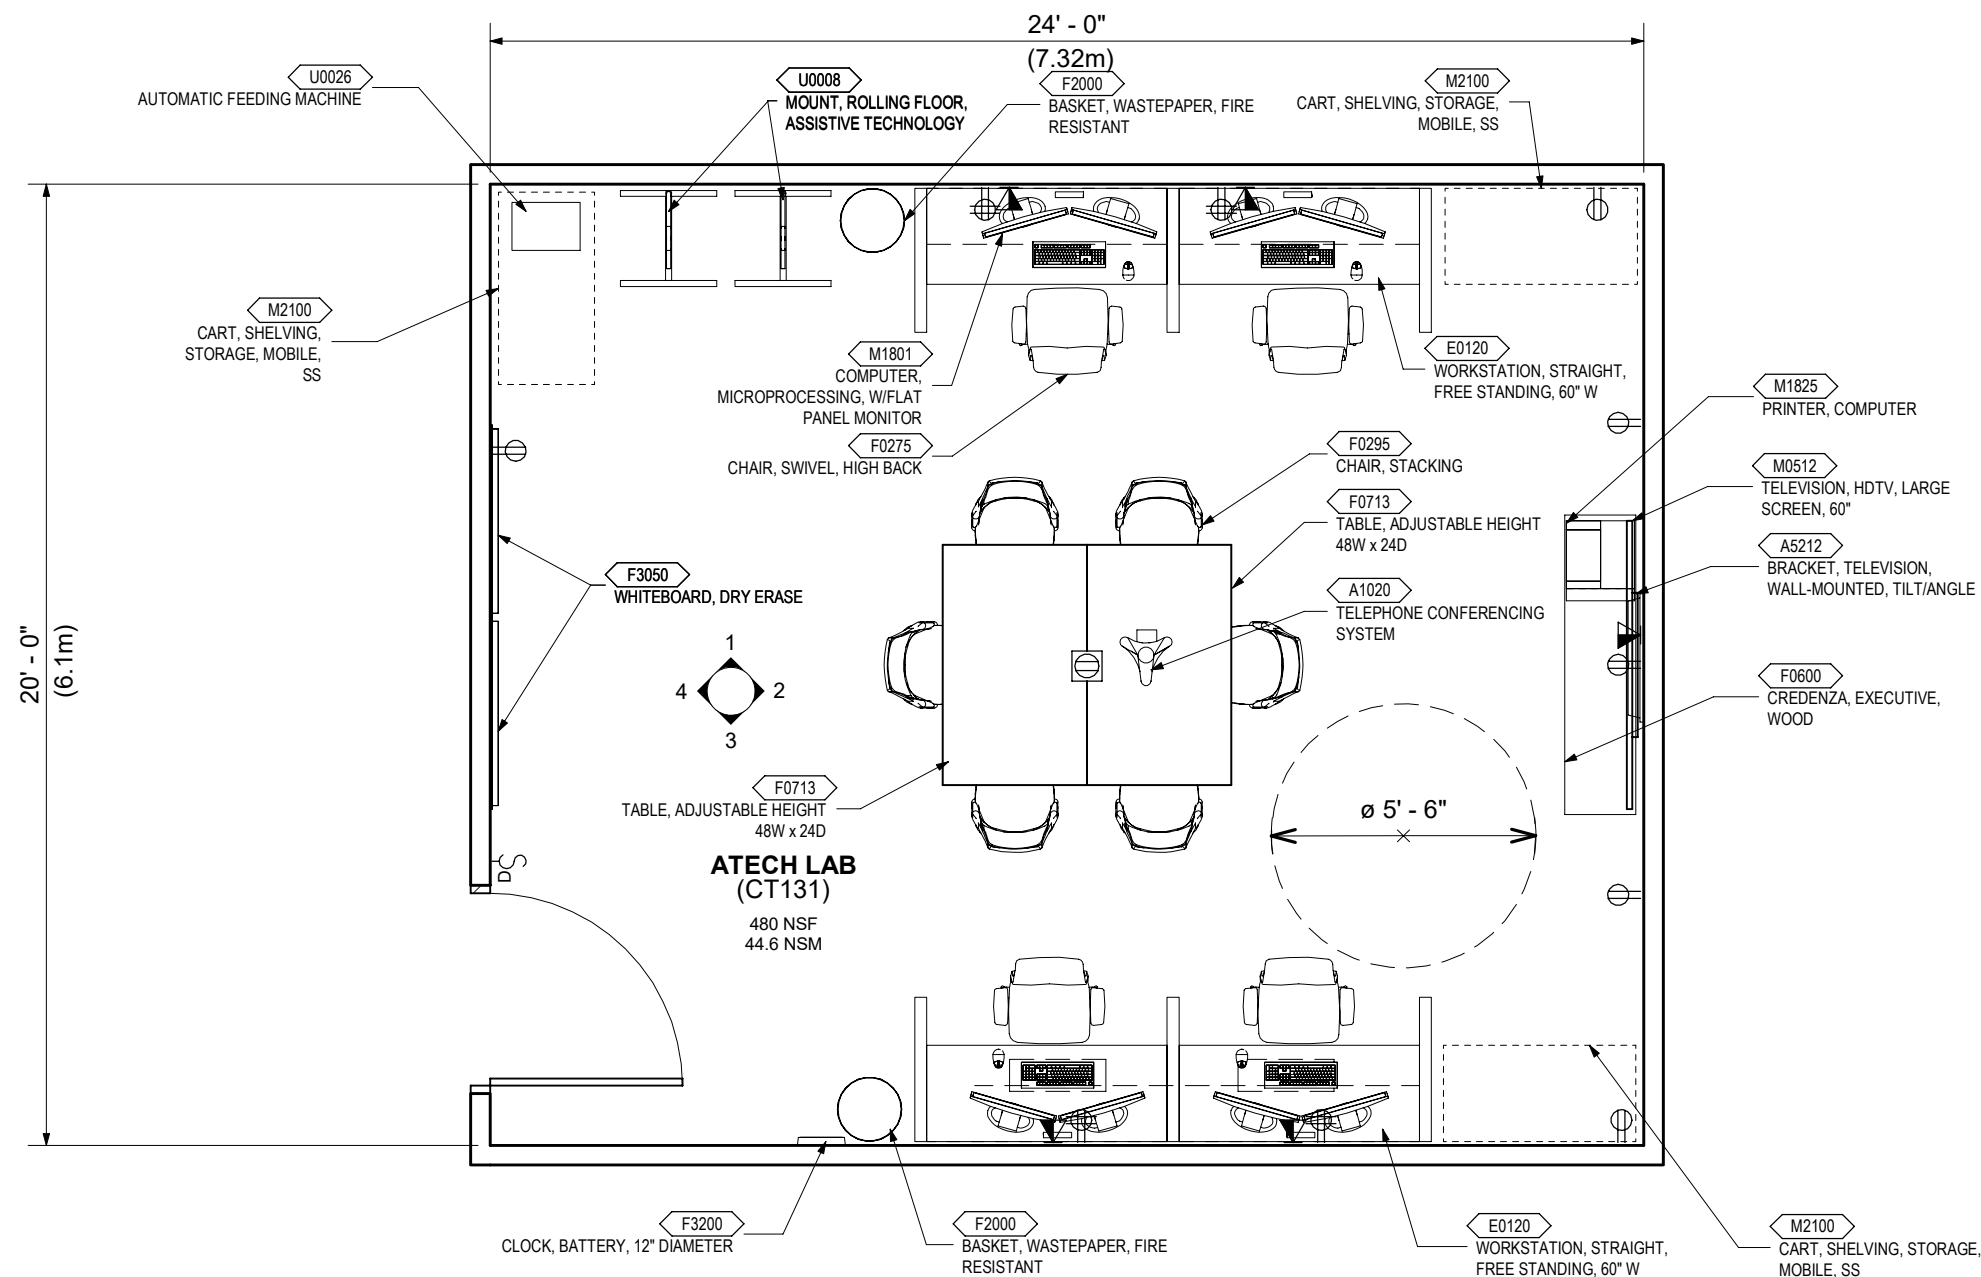 24' - 0"
(7.32m)
U0026
AUTOMATIC FEEDING MACHINE
U0008
MOUNT, ROLLING FLOOR,
ASSISTIVE TECHNOLOGY
F2000
BASKET, WASTEPAPER, FIRE
RESISTANT
M2100
CART, SHELVING, STORAGE,
MOBILE, SS
M2100
CART, SHELVING,
STORAGE, MOBILE,
SS
M1801
COMPUTER,
MICROPROCESSING, W/FLAT
PANEL MONITOR
E0120
WORKSTATION, STRAIGHT,
FREE STANDING, 60" W
M1825
PRINTER, COMPUTER
F0275
CHAIR, SWIVEL, HIGH BACK
F0295
CHAIR, STACKING
M0512
TELEVISION, HDTV, LARGE
SCREEN, 60"
F0713
TABLE, ADJUSTABLE HEIGHT
48W x 24D
A5212
BRACKET, TELEVISION,
WALL-MOUNTED, TILT/ANGLE
F3050
WHITEBOARD, DRY ERASE
A1020
TELEPHONE CONFERENCING
SYSTEM
20' - 0"
(6.1m)
1
4
2
3
F0600
CREDENZA, EXECUTIVE,
WOOD
F0713
TABLE, ADJUSTABLE HEIGHT
48W x 24D
ø 5' - 6"
ATECH LAB
(CT131)
480 NSF
44.6 NSM
S
D
F3200
CLOCK, BATTERY, 12" DIAMETER
F2000
BASKET, WASTEPAPER, FIRE
RESISTANT
E0120
WORKSTATION, STRAIGHT,
FREE STANDING, 60" W
M2100
CART, SHELVING, STORAGE,
MOBILE, SS